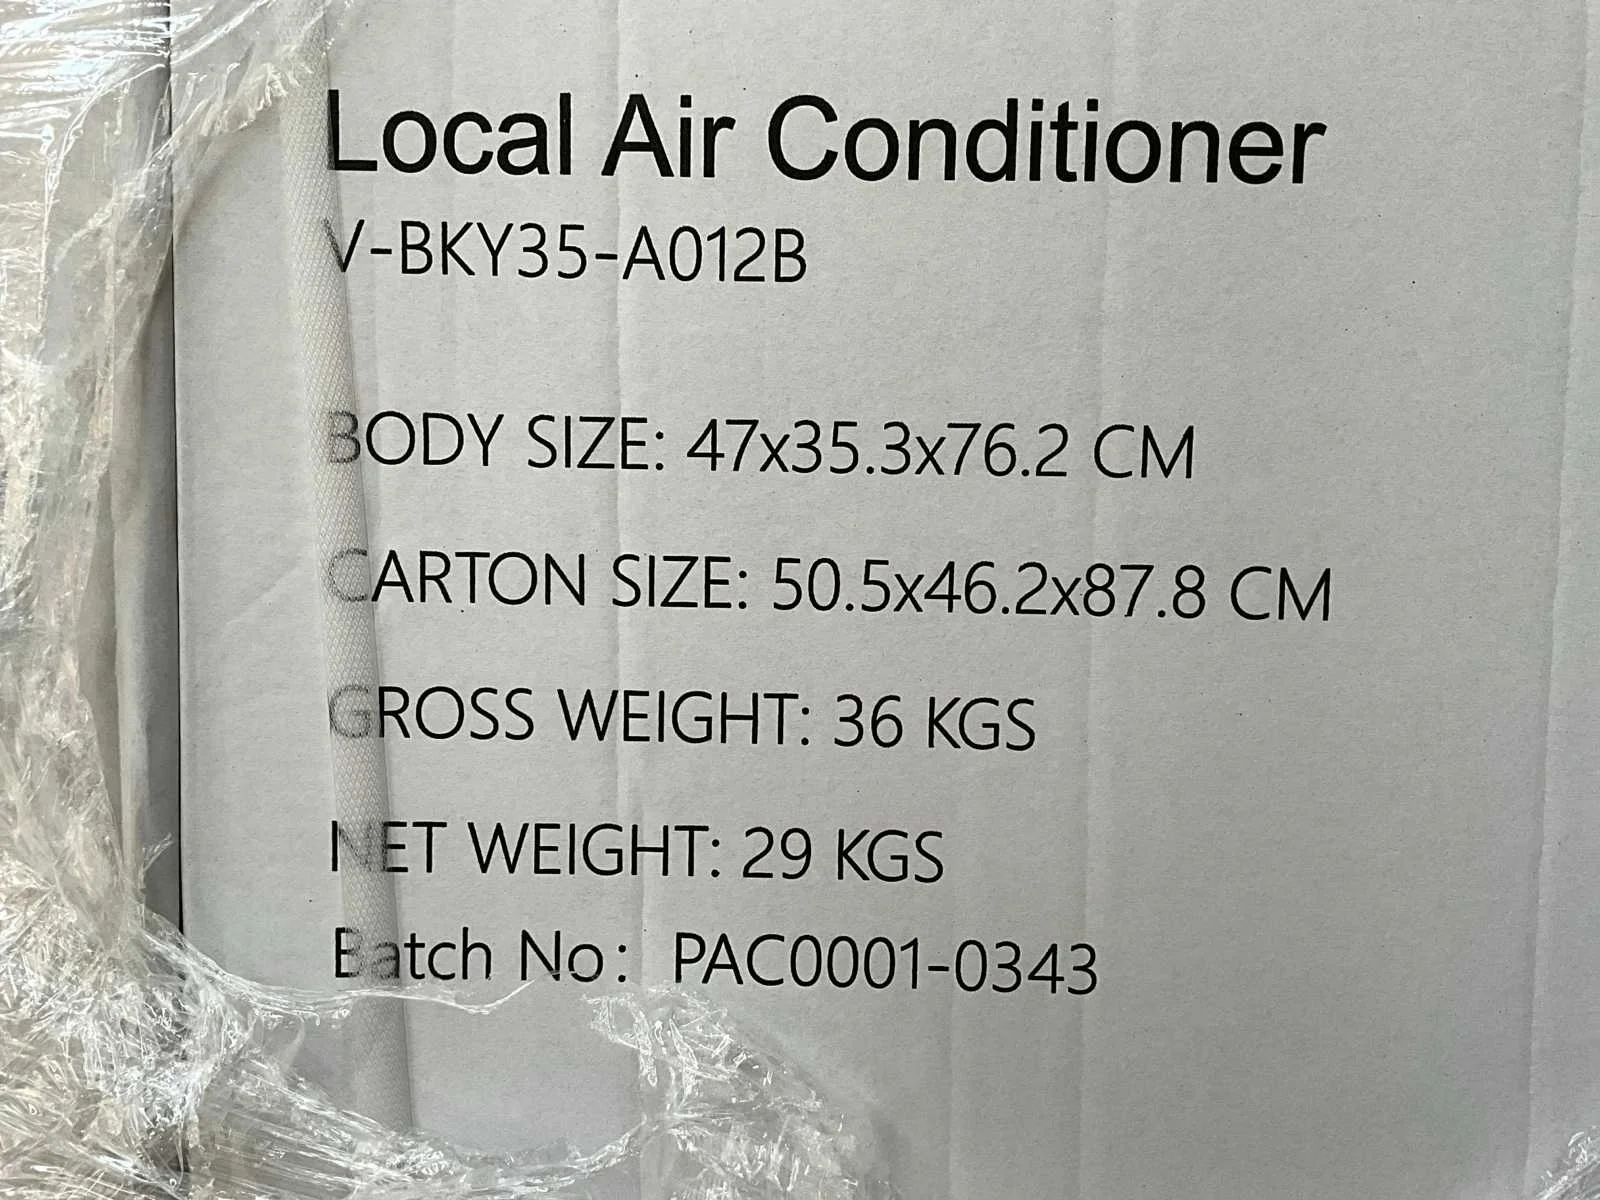 Local Air Conditioner
V-BKY35-A012B
BODY SIZE: 47x35.3x76.2 CM
CARTON SIZE: 50.5x46.2x87.8 CM
GROSS WEIGHT: 36 KGS
NET WEIGHT: 29 KGS
Batch No： PAC0001-0343